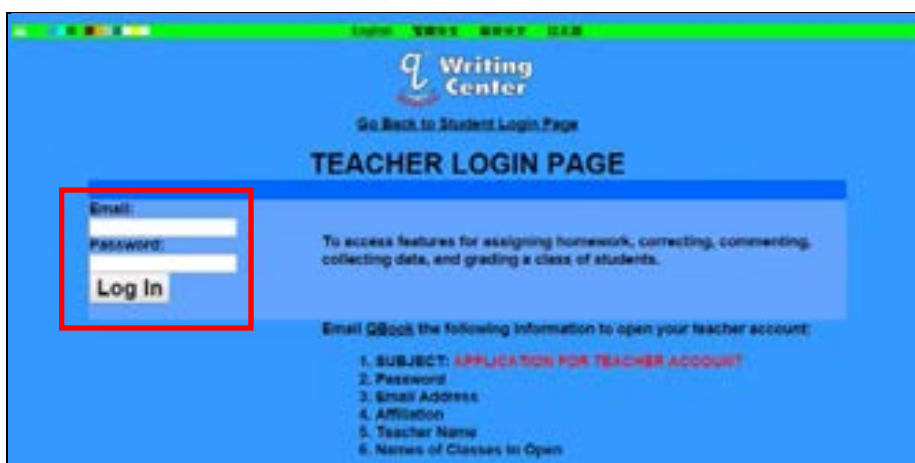 English
q Writing
Center
Go Back to Student Login Page
TEACHER LOGIN PAGE
Email:
Password:
Log In
To access features for assigning homework, correcting, commenting,
collecting data, and grading a class of students.
Email QBook the following information to open your teacher account:
1. SUBJECT: APPLICATION FOR TEACHER ACCOUNT
2. Password
3. Email Address
4. Affiliation
5. Teacher Name
6. Names of Classes to Open